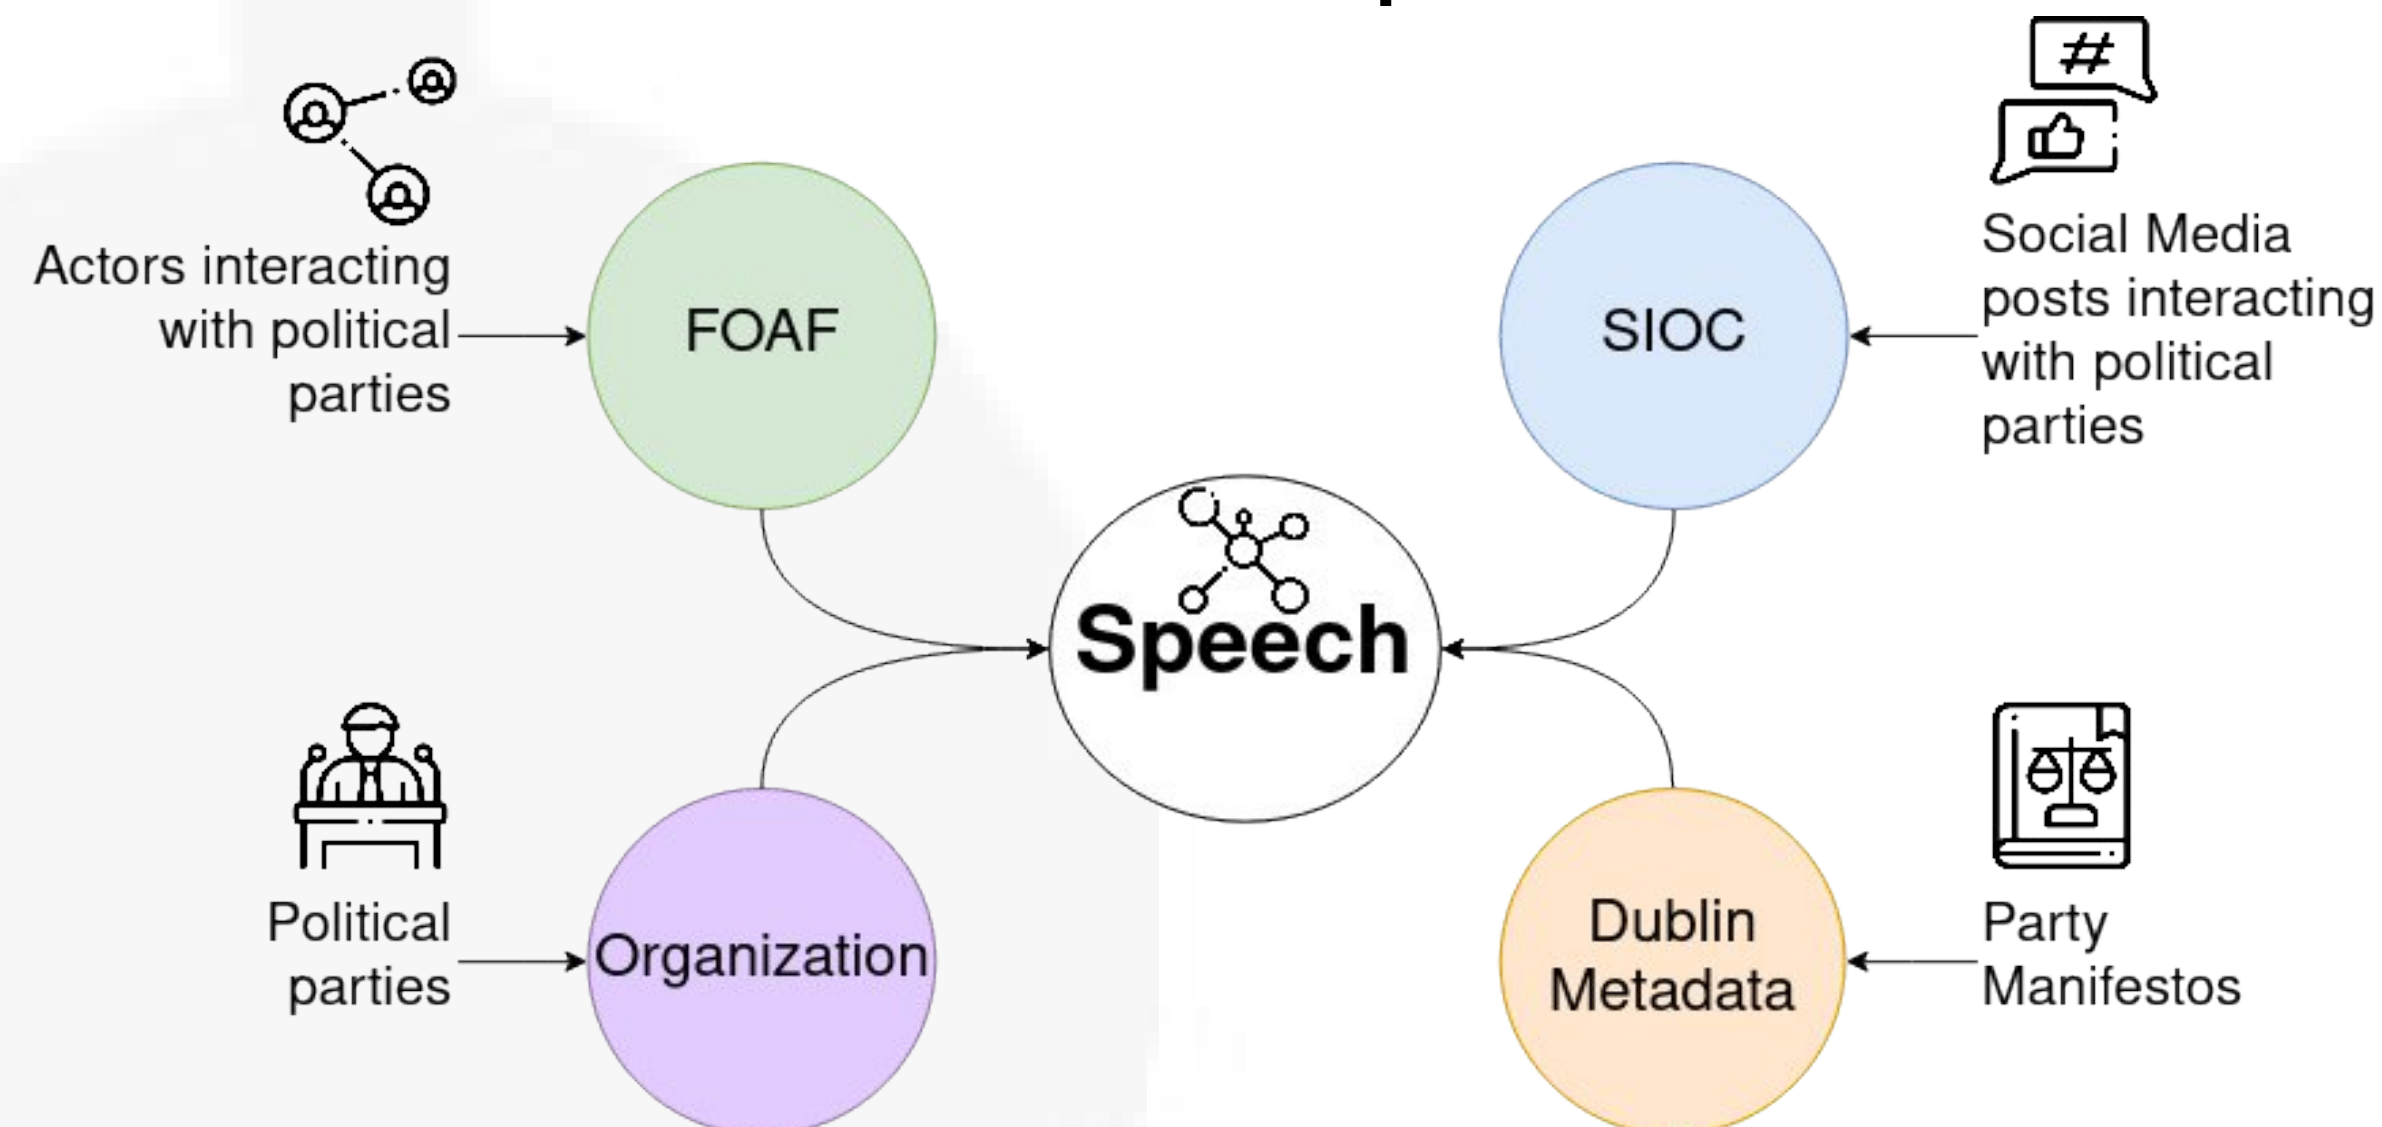 Actors interacting
with political
parties
FOAF
SIOC
Social Media
posts interacting
with political
parties
Speech
Political
parties
Organization
Dublin
Metadata
Party
Manifestos